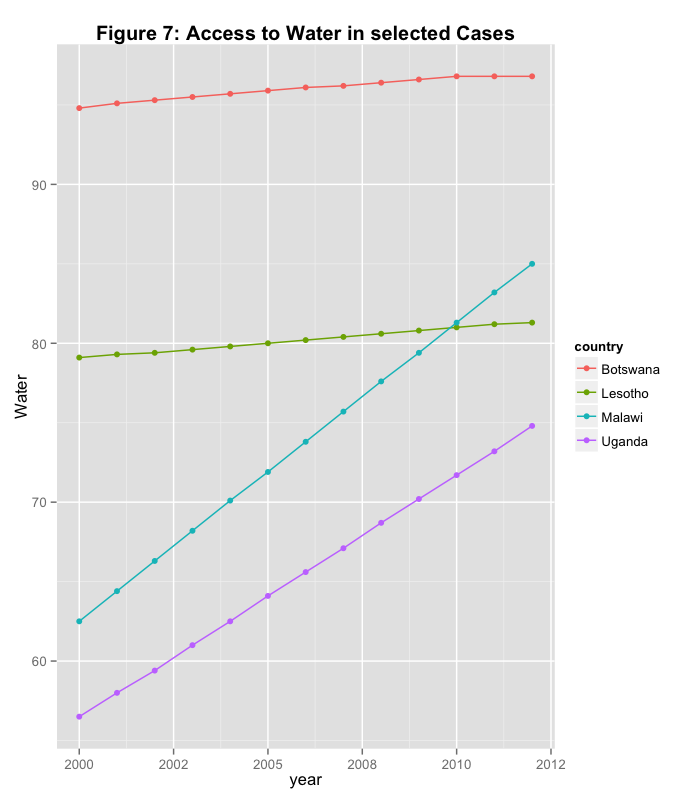 Figure 7: Access to Water in selected Cases
90
80
70
60
Water
2000 2002 2005 2008 2010 2012
year
country
Botswana
Lesotho
Malawi
Uganda